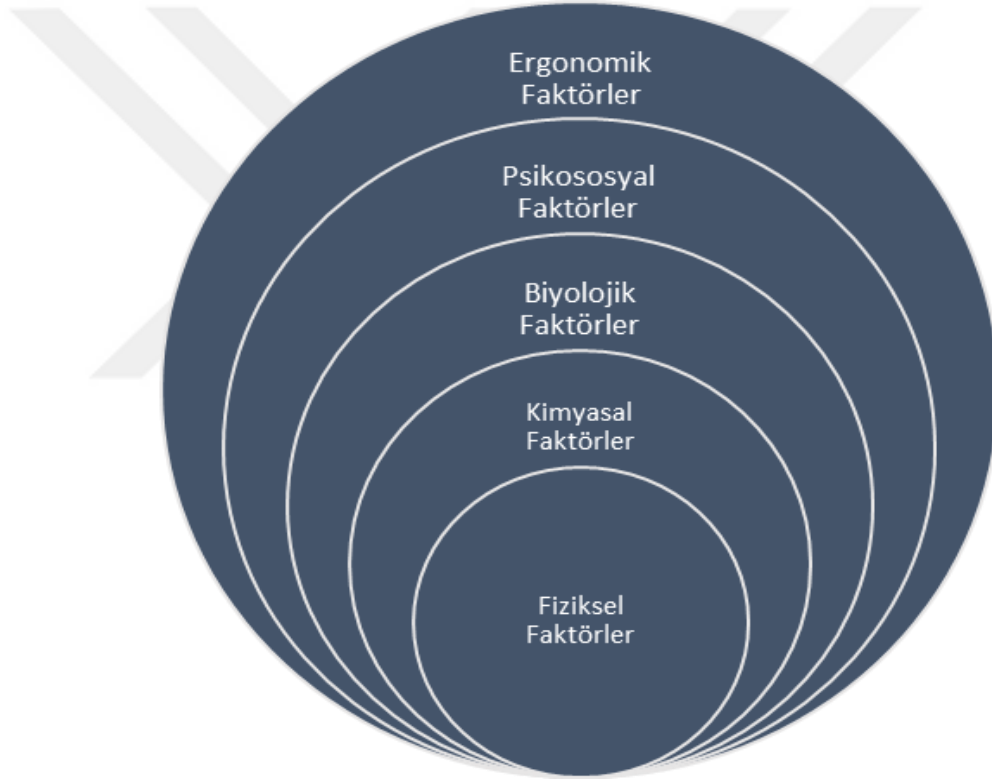 Ergonomik
Faktörler
Psikososyal
Faktörler
Biyolojik
Faktörler
Kimyasal
Faktörler
Fiziksel
Faktörler